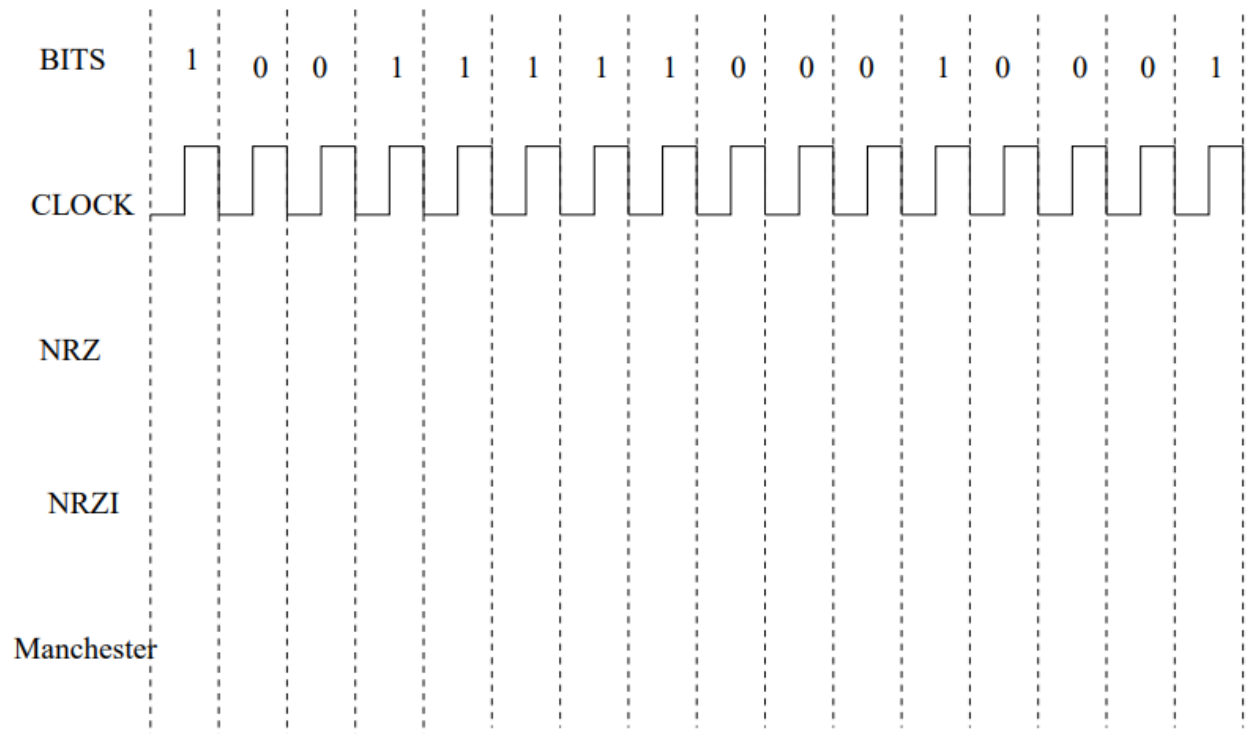 BITS 1 0 0 1 1 1 1 1 0 0 0 1 0 0 0 1
CLOCK
NRZ
NRZI
Manchester